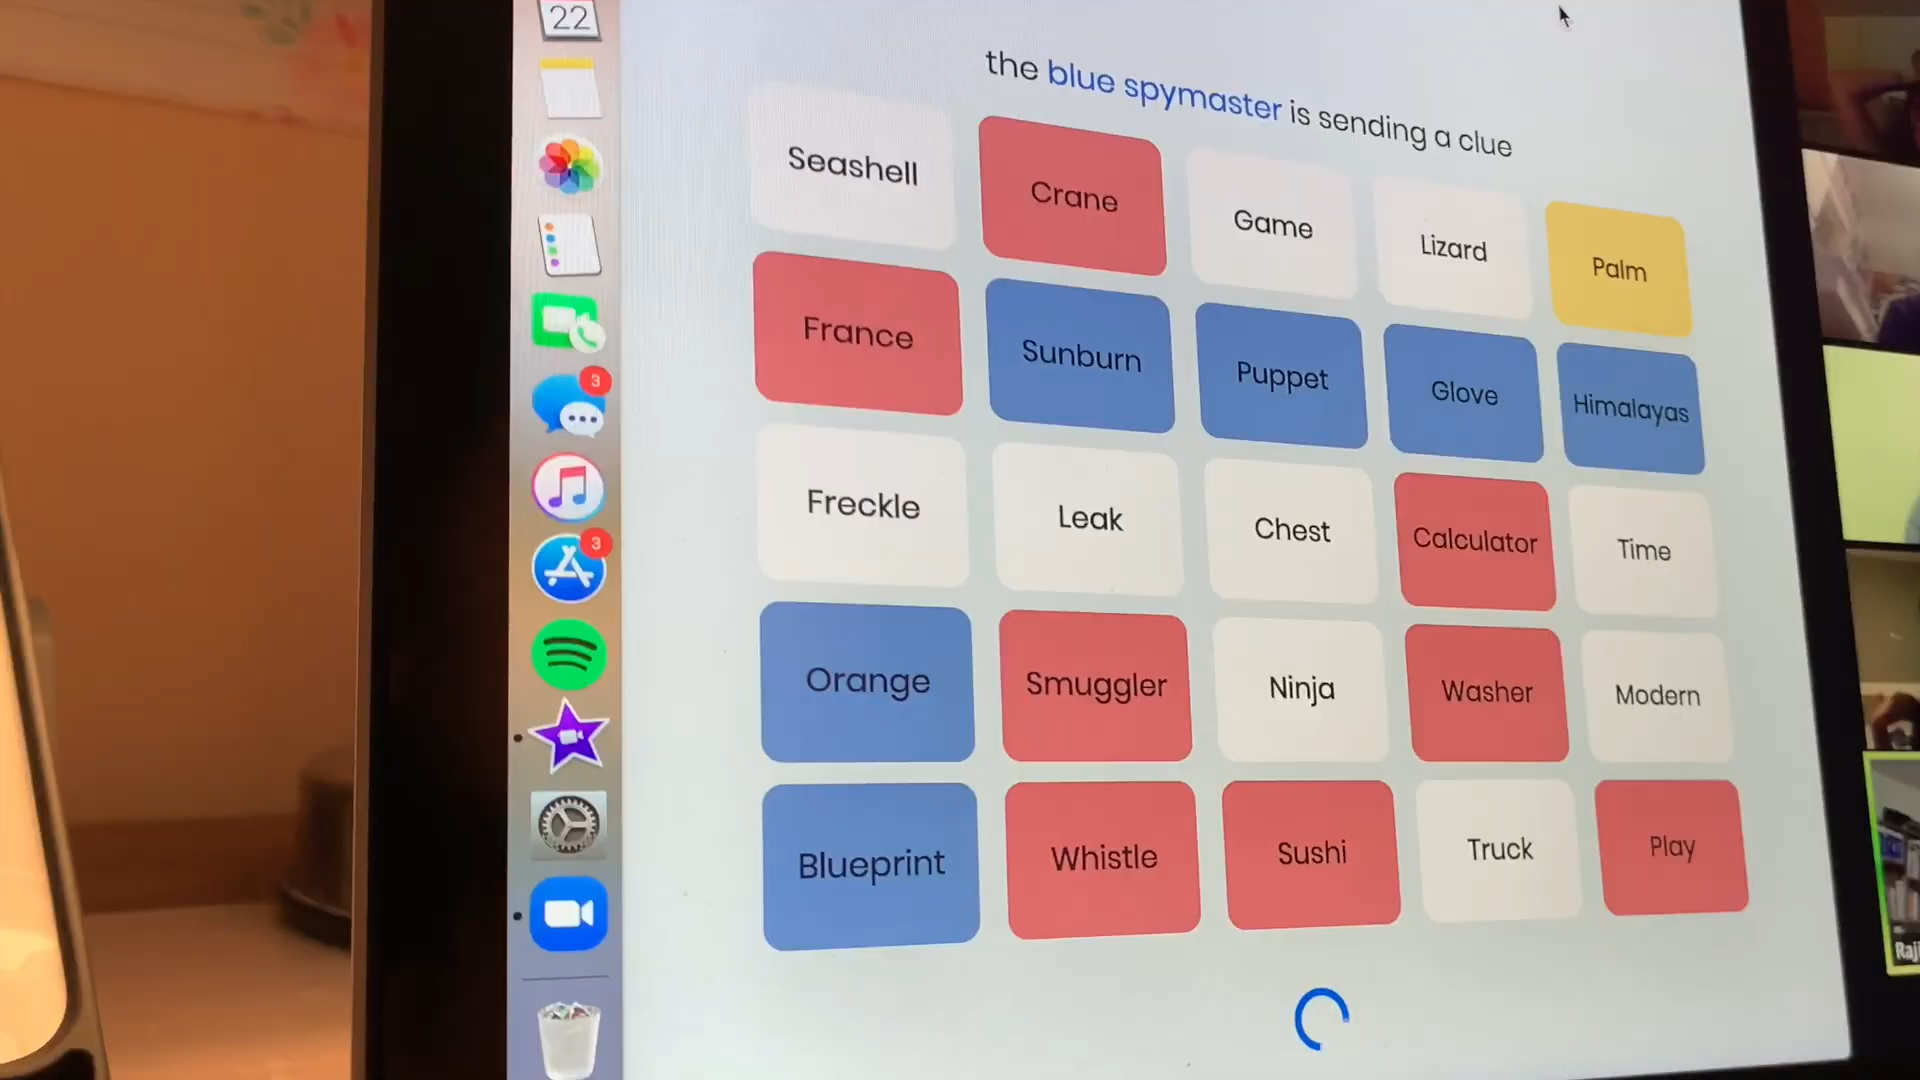 22
the blue spymaster is sending a clue
Seashell
Crane
Game
Lizard
Palm
France
Sunburn
Puppet
Glove
Himalayas
3
Freckle
Leak
Chest
Calculator
Time
3
Orange
Smuggler
Ninja
Washer
Modern
Blueprint
Whistle
Sushi
Truck
Play